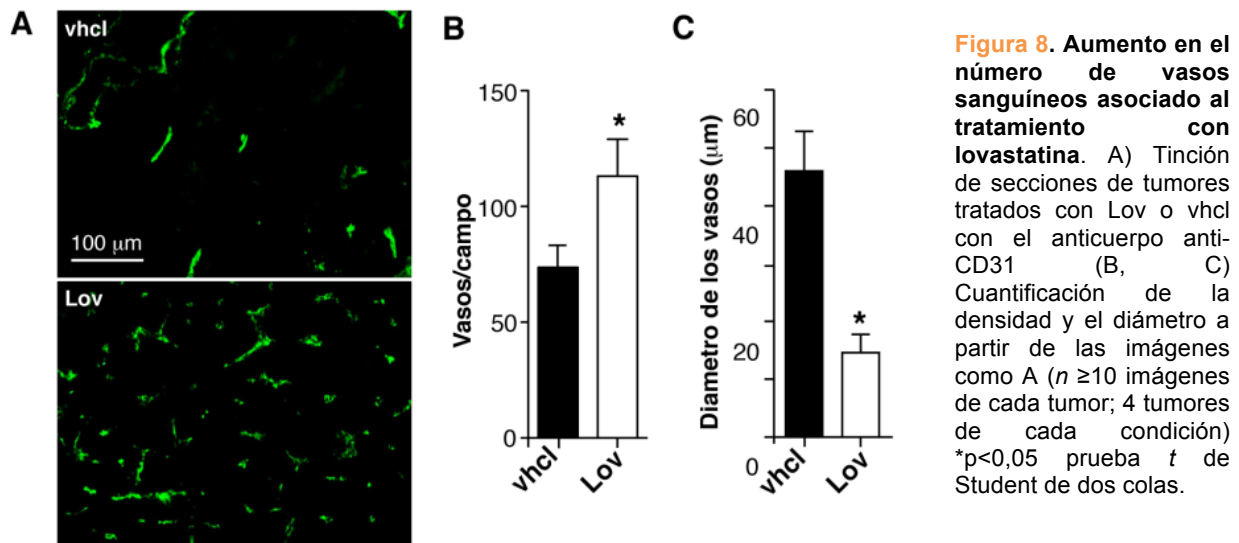 A
vhcl
100 μm
Lov
B
Vasos/campo
150
100
50
0
*
vhcl
Lov
C
Diametro de los vasos (μm)
60
40
20
0
*
vhcl
Lov
Figura 8. Aumento en el
número de vasos
sanguíneos asociado al
tratamiento con
lovastatina. A) Tinción
de secciones de tumores
tratados con Lov o vhcl
con el anticuerpo anti-
CD31 (B, C)
Cuantificación de la
densidad y el diámetro a
partir de las imágenes
como A (n ≥10 imágenes
de cada tumor; 4 tumores
de cada condición)
*p<0,05 prueba t de
Student de dos colas.